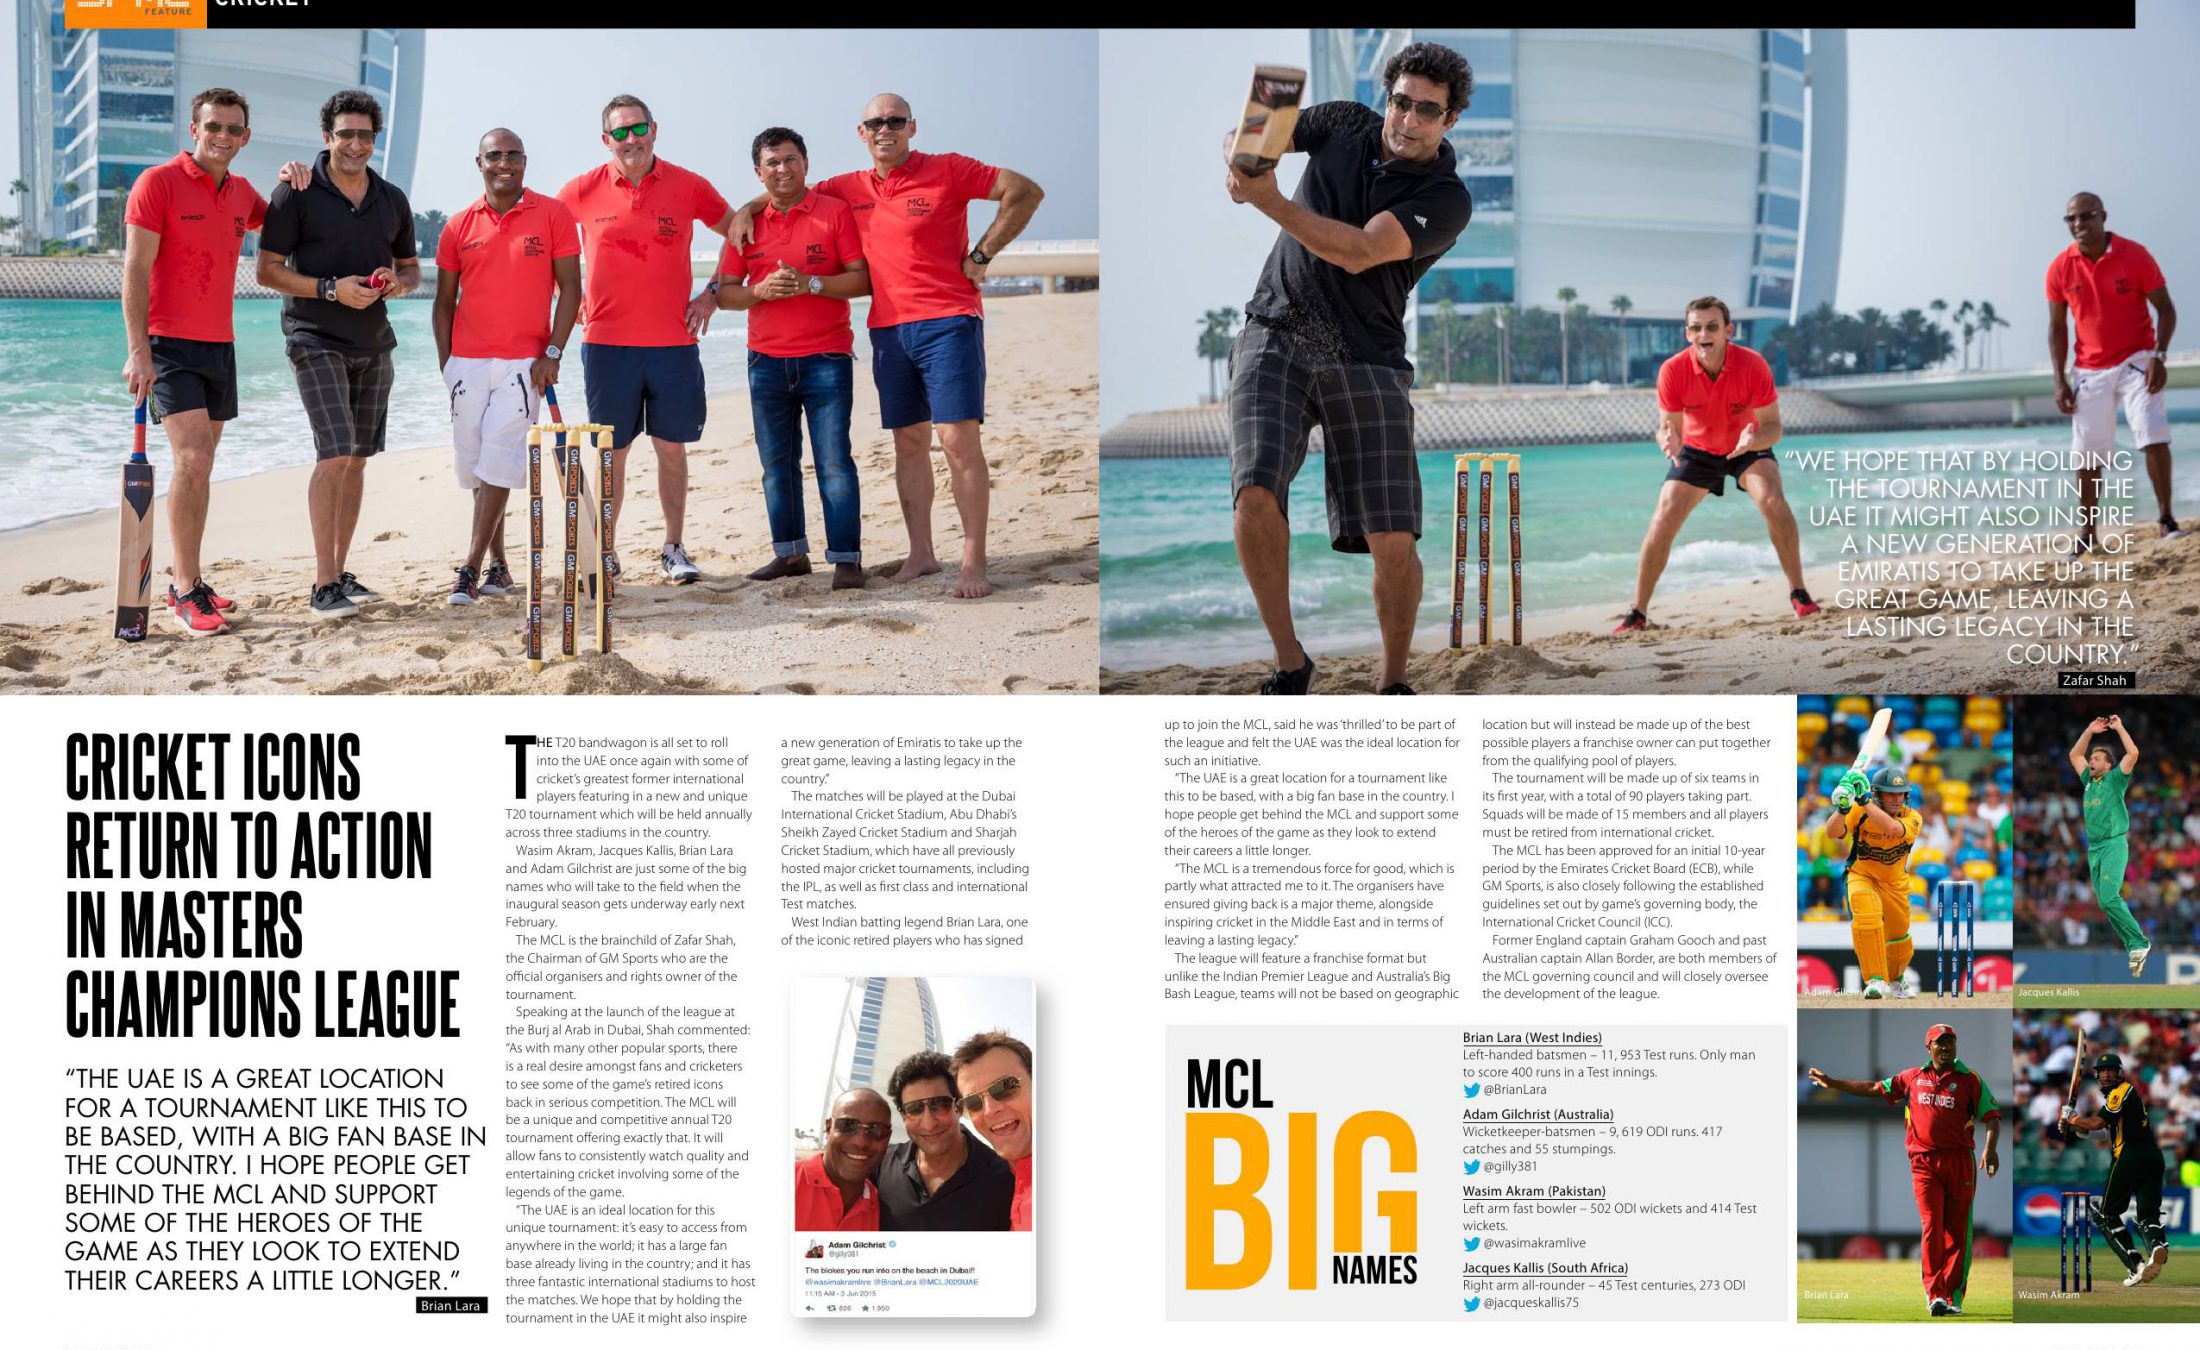 FEATURE
CRICKET
"WE HOPE THAT BY HOLDING
THE TOURNAMENT IN THE
UAE IT MIGHT ALSO INSPIRE
A NEW GENERATION OF
EMIRATIS TO TAKE UP THE
GREAT GAME, LEAVING A
LASTING LEGACY IN THE
COUNTRY."
Zafar Shah
CRICKET ICONS
RETURN TO ACTION
IN MASTERS
CHAMPIONS LEAGUE
"THE UAE IS A GREAT LOCATION
FOR A TOURNAMENT LIKE THIS TO
BE BASED, WITH A BIG FAN BASE IN
THE COUNTRY. I HOPE PEOPLE GET
BEHIND THE MCL AND SUPPORT
SOME OF THE HEROES OF THE
GAME AS THEY LOOK TO EXTEND
THEIR CAREERS A LITTLE LONGER."
Brian Lara
THE T20 bandwagon is all set to roll
into the UAE once again with some of
cricket's greatest former international
players featuring in a new and unique
T20 tournament which will be held annually
across three stadiums in the country.
Wasim Akram, Jacques Kallis, Brian Lara
and Adam Gilchrist are just some of the big
names who will take to the field when the
inaugural season gets underway early next
February.
The MCL is the brainchild of Zafar Shah,
the Chairman of GM Sports who are the
official organisers and rights owner of the
tournament.
Speaking at the launch of the league at
the Burj al Arab in Dubai, Shah commented:
"As with many other popular sports, there
is a real desire amongst fans and cricketers
to see some of the game's retired icons
back in serious competition. The MCL will
be a unique and competitive annual T20
tournament offering exactly that. It will
allow fans to consistently watch quality and
entertaining cricket involving some of the
legends of the game.
"The UAE is an ideal location for this
unique tournament: it's easy to access from
anywhere in the world; it has a large fan
base already living in the country; and it has
three fantastic international stadiums to host
the matches. We hope that by holding the
tournament in the UAE it might also inspire
a new generation of Emiratis to take up the
great game, leaving a lasting legacy in the
country."
The matches will be played at the Dubai
International Cricket Stadium, Abu Dhabi's
Sheikh Zayed Cricket Stadium and Sharjah
Cricket Stadium, which have all previously
hosted major cricket tournaments, including
the IPL, as well as first class and international
Test matches.
West Indian batting legend Brian Lara, one
of the iconic retired players who has signed
Adam Gilchrist
@gilly381
The blokes you run into on the beach in Dubai!!
@wasimakramlive @BrianLara @MCL2020UAE
11:15 AM - 3 Jun 2015
826 1,950
up to join the MCL, said he was 'thrilled' to be part of
the league and felt the UAE was the ideal location for
such an initiative.
"The UAE is a great location for a tournament like
this to be based, with a big fan base in the country. I
hope people get behind the MCL and support some
of the heroes of the game as they look to extend
their careers a little longer.
"The MCL is a tremendous force for good, which is
partly what attracted me to it. The organisers have
ensured giving back is a major theme, alongside
inspiring cricket in the Middle East and in terms of
leaving a lasting legacy."
The league will feature a franchise format but
unlike the Indian Premier League and Australia's Big
Bash League, teams will not be based on geographic
location but will instead be made up of the best
possible players a franchise owner can put together
from the qualifying pool of players.
The tournament will be made up of six teams in
its first year, with a total of 90 players taking part.
Squads will be made of 15 members and all players
must be retired from international cricket.
The MCL has been approved for an initial 10-year
period by the Emirates Cricket Board (ECB), while
GM Sports, is also closely following the established
guidelines set out by game's governing body, the
International Cricket Council (ICC).
Former England captain Graham Gooch and past
Australian captain Allan Border, are both members of
the MCL governing council and will closely oversee
the development of the league.
MCL
BIG
NAMES
Brian Lara (West Indies)
Left-handed batsmen – 11, 953 Test runs. Only man
to score 400 runs in a Test innings.
@BrianLara
Adam Gilchrist (Australia)
Wicketkeeper-batsmen – 9, 619 ODI runs. 417
catches and 55 stumpings.
@gilly381
Wasim Akram (Pakistan)
Left arm fast bowler – 502 ODI wickets and 414 Test
wickets.
@wasimakramlive
Jacques Kallis (South Africa)
Right arm all-rounder – 45 Test centuries, 273 ODI
@jacqueskallis75
Adam Gilchrist
Jacques Kallis
WEST INDIES
Brian Lara
Wasim Akram